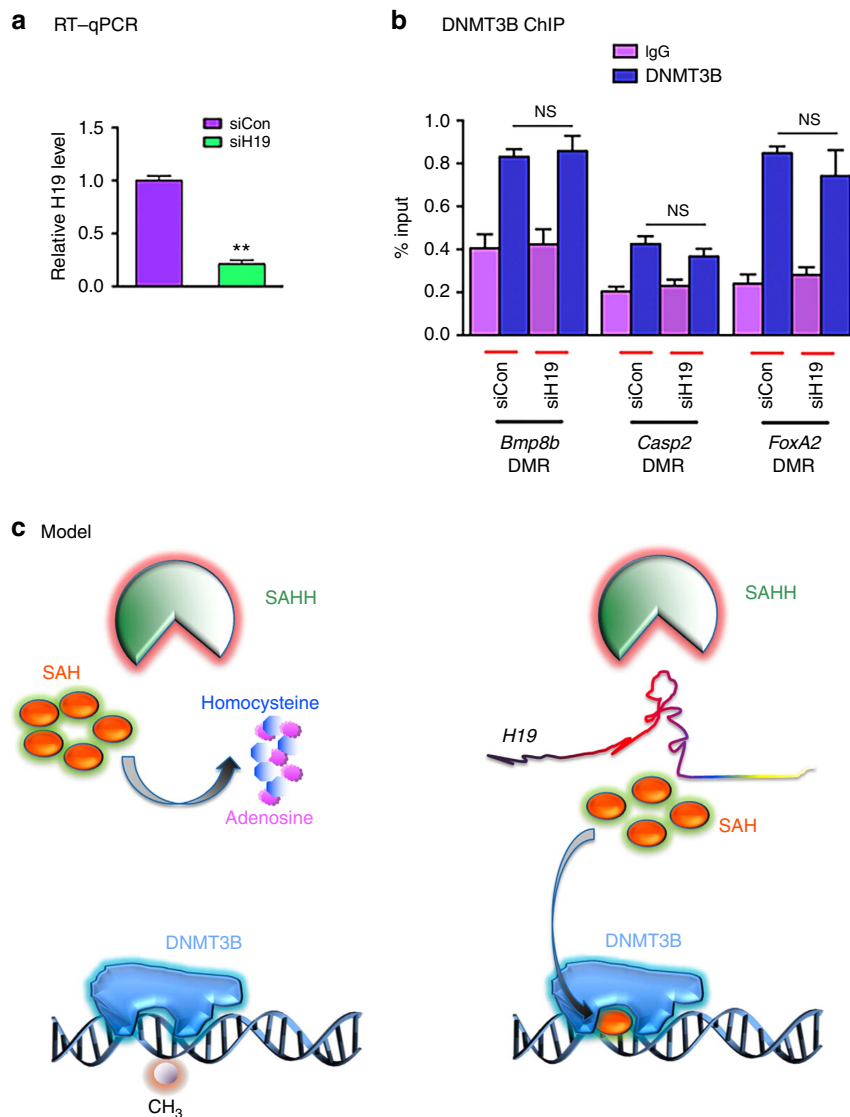 a RT–qPCR
Relative H19 level
1.5
1.0
0.5
0.0
siCon
siH19
**
b DNMT3B ChIP
IgG
DNMT3B
% input
1.0
0.8
0.6
0.4
0.2
0.0
NS
NS
NS
siCon
siH19
siCon
siH19
siCon
siH19
Bmp8b
DMR
Casp2
DMR
FoxA2
DMR
c Model
SAHH
SAH
Homocysteine
Adenosine
DNMT3B
CH3
SAHH
H19
SAH
DNMT3B